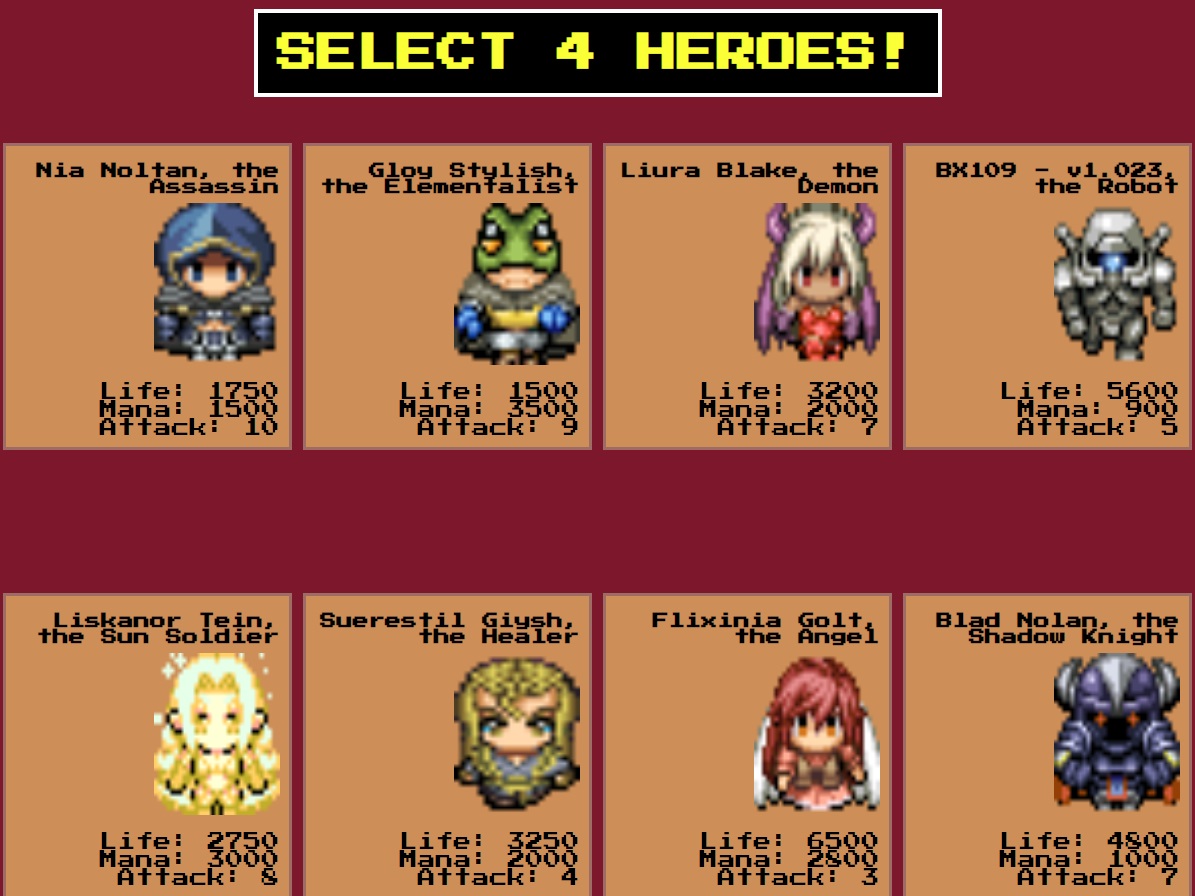 SELECT 4 HEROES!
Nia Noltan, the
Assassin
Life: 1750
Mana: 1500
Attack: 10
Gloy Stylish,
the Elementalist
Life: 1500
Mana: 3500
Attack: 9
Liura Blake, the
Demon
Life: 3200
Mana: 2000
Attack: 7
BX109 - v1.023,
the Robot
Life: 5600
Mana: 900
Attack: 5
Liskanor Tein,
the Sun Soldier
Life: 2750
Mana: 3000
Attack: 8
Suerestil Giysh,
the Healer
Life: 3250
Mana: 2000
Attack: 4
Flixinia Golt,
the Angel
Life: 6500
Mana: 2800
Attack: 3
Blad Nolan, the
Shadow Knight
Life: 4800
Mana: 1000
Attack: 7